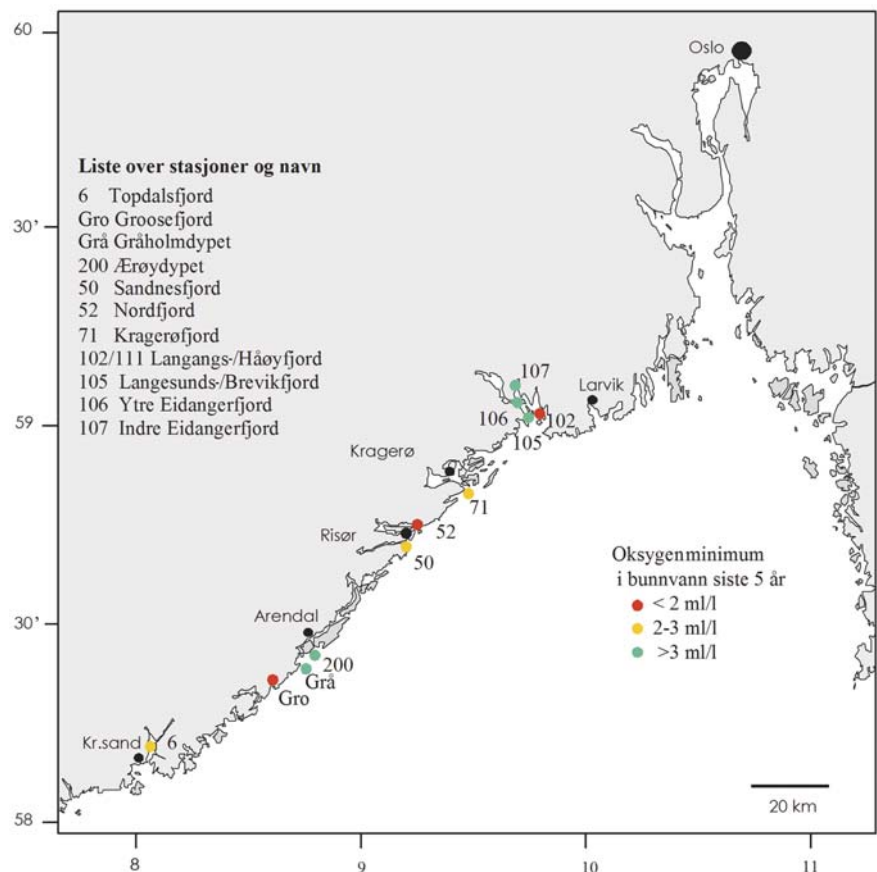 60
Oslo
Liste over stasjoner og navn
6 Topdalsfjord
Gro Groosefjord
Grå Gråholmdypet
200 Ærøydypet
50 Sandnesfjord
52 Nordfjord
71 Kragerøfjord
102/111 Langangs-/Håøyfjord
105 Langesunds-/Brevikfjord
106 Ytre Eidangerfjord
107 Indre Eidangerfjord
30'
107
Larvik
59
106
102
105
Kragerø
71
52
Risør
50
Oksygenminimum
i bunnvann siste 5 år
< 2 ml/l
2-3 ml/l
>3 ml/l
30'
Arendal
200
Grå
Gro
Kr.sand
6
20 km
58
8
9
10
11